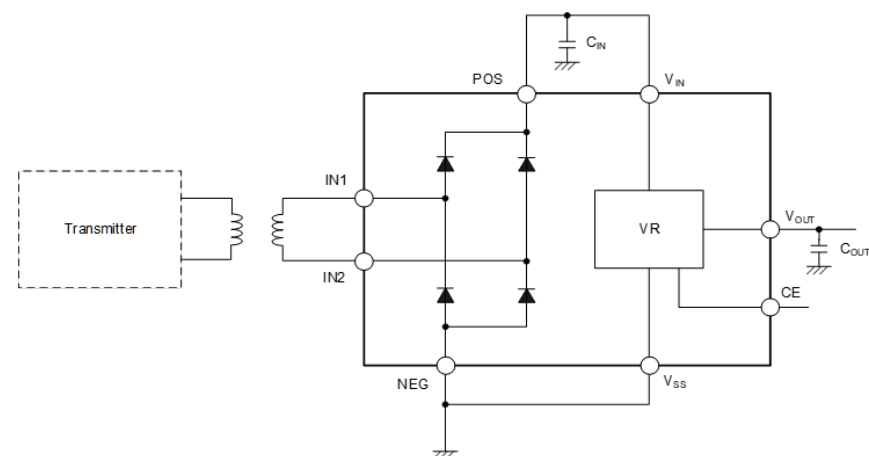 C_IN
POS
V_IN
IN1
Transmitter
VR
V_OUT
C_OUT
IN2
CE
NEG
V_SS